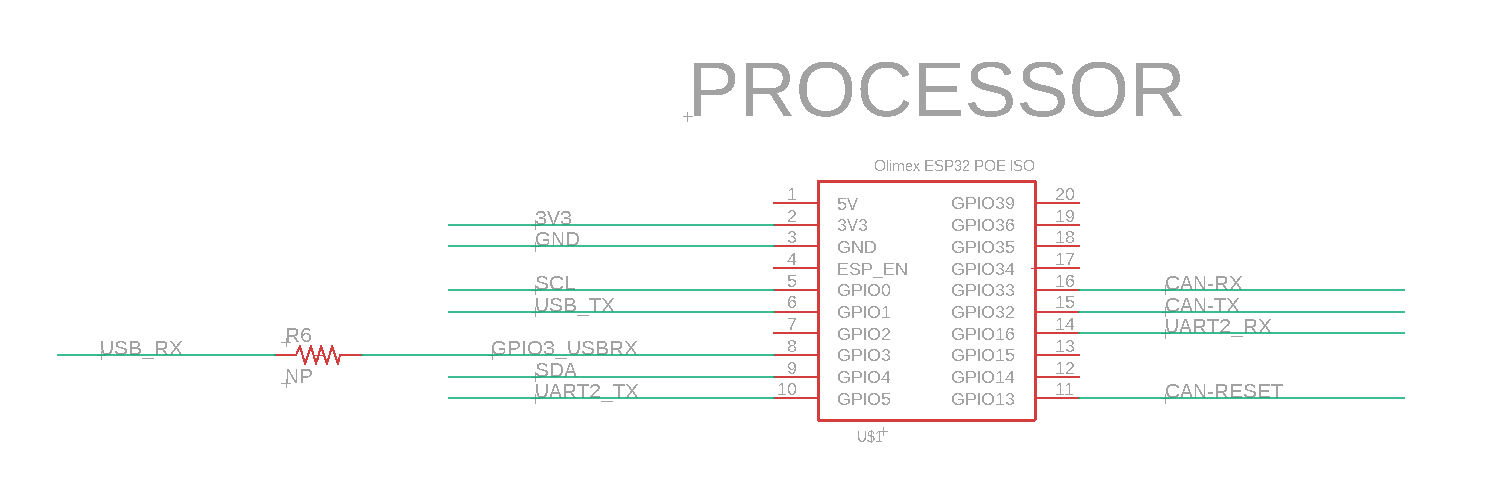 PROCESSOR
Olimex ESP32 POE ISO
1 5V GPIO39 20
3V3 2 3V3 GPIO36 19
GND 3 GND GPIO35 18
4 ESP_EN GPIO34 17
SCL 5 GPIO0 GPIO33 16 CAN-RX
USB_TX 6 GPIO1 GPIO32 15 CAN-TX
7 GPIO2 GPIO16 14 UART2_RX
R6
USB_RX GPIO3_USBRX 8 GPIO3 GPIO15 13
NP
SDA 9 GPIO4 GPIO14 12
UART2_TX 10 GPIO5 GPIO13 11 CAN-RESET
U$1